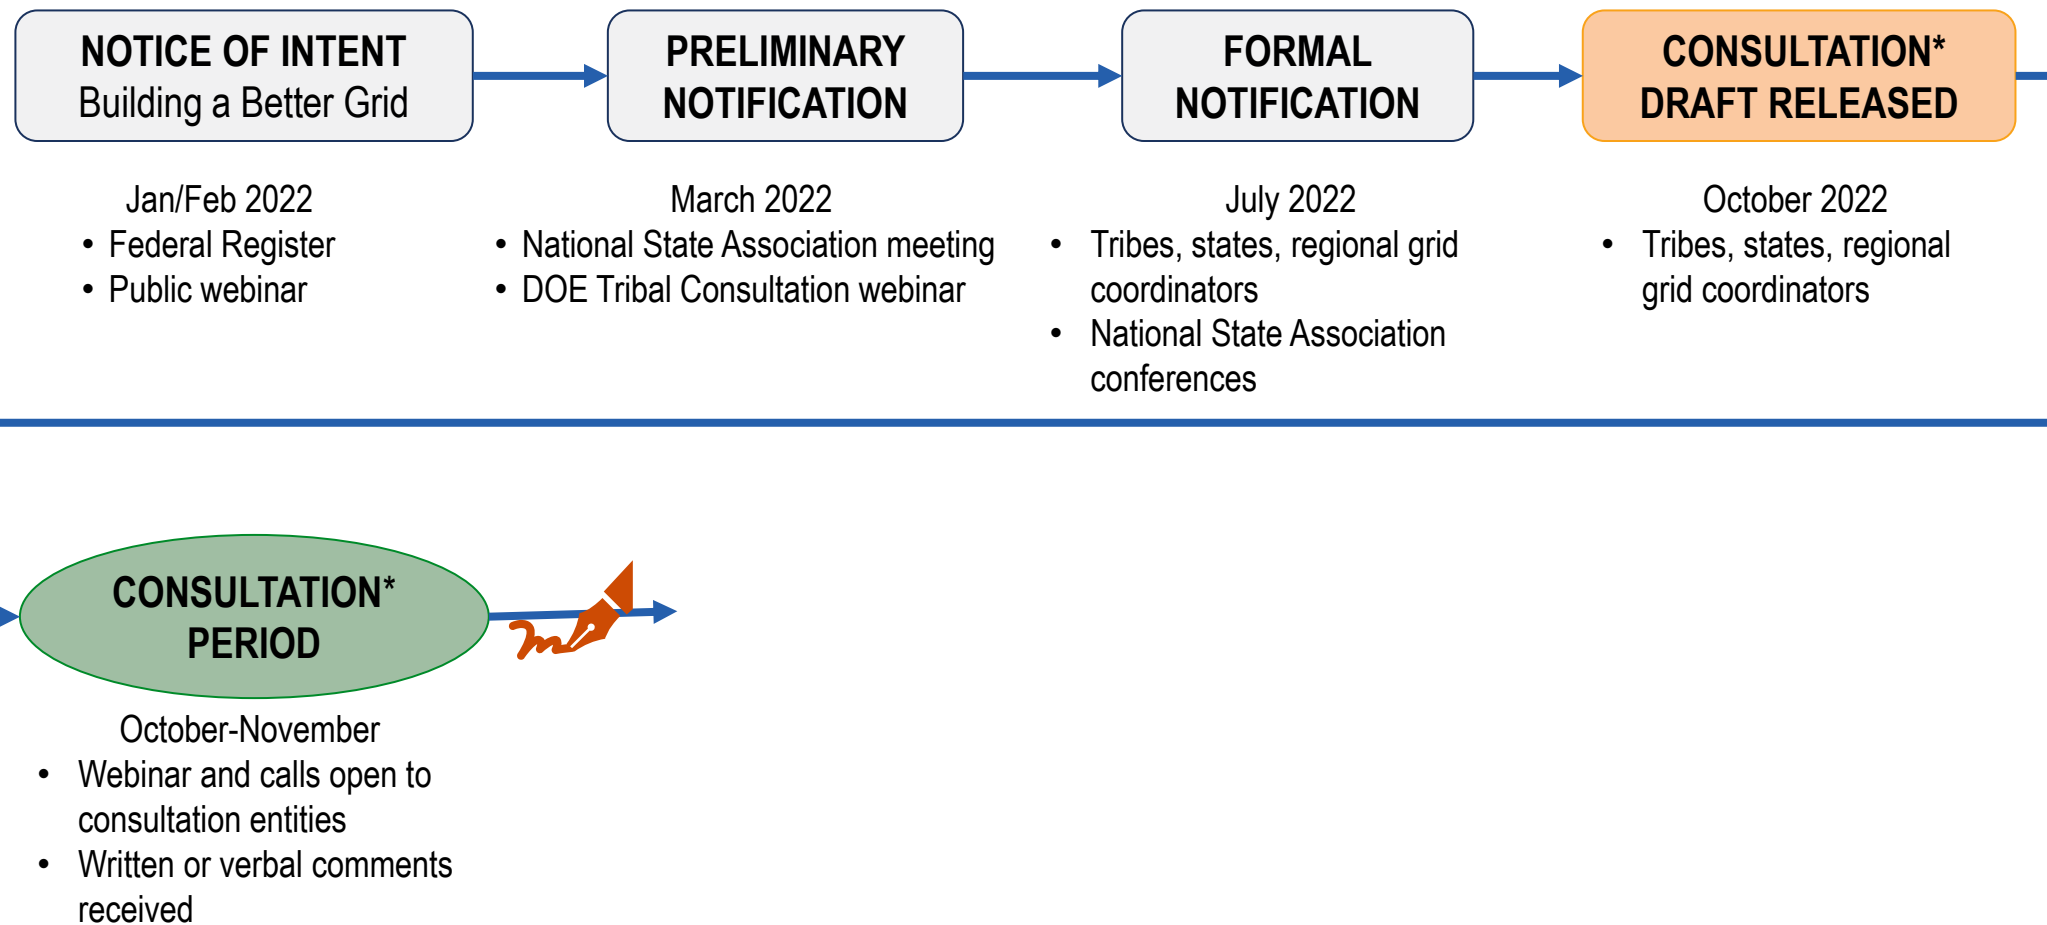 NOTICE OF INTENT
Building a Better Grid
Jan/Feb 2022
• Federal Register
• Public webinar
PRELIMINARY
NOTIFICATION
March 2022
• National State Association meeting
• DOE Tribal Consultation webinar
FORMAL
NOTIFICATION
July 2022
• Tribes, states, regional grid
coordinators
• National State Association
conferences
CONSULTATION*
DRAFT RELEASED
October 2022
• Tribes, states, regional
grid coordinators
CONSULTATION*
PERIOD
October-November
• Webinar and calls open to
consultation entities
• Written or verbal comments
received